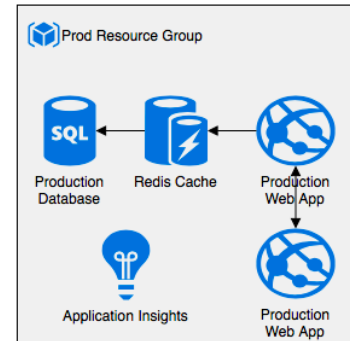 Prod Resource Group
SQL
Production
Database
Redis Cache
Production
Web App
Application Insights
Production
Web App